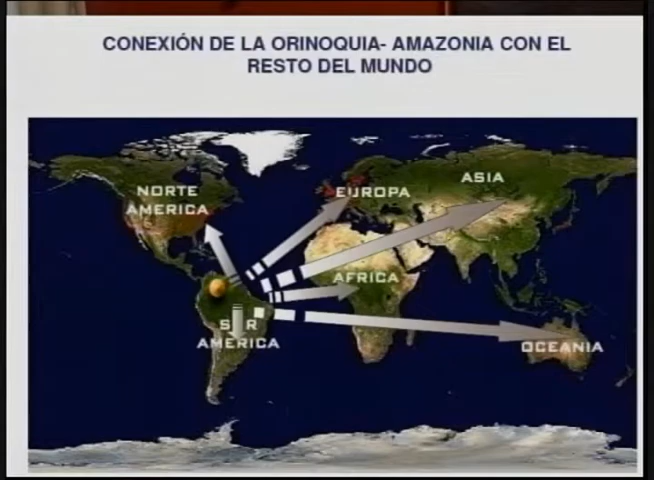 CONEXIÓN DE LA ORINOQUIA- AMAZONIA CON EL
RESTO DEL MUNDO
NORTE
AMERICA
EUROPA
ASIA
AFRICA
SUR
AMERICA
OCEANIA